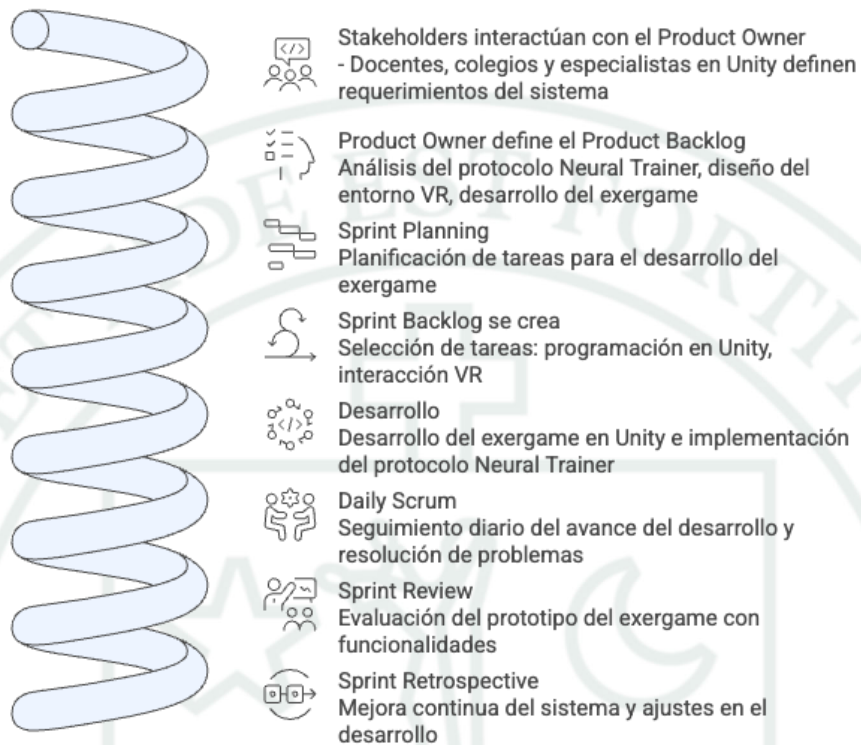 Stakeholders interactúan con el Product Owner
- Docentes, colegios y especialistas en Unity definen
requerimientos del sistema
Product Owner define el Product Backlog
Análisis del protocolo Neural Trainer, diseño del
entorno VR, desarrollo del exergame
Sprint Planning
Planificación de tareas para el desarrollo del
exergame
Sprint Backlog se crea
Selección de tareas: programación en Unity,
interacción VR
Desarrollo
Desarrollo del exergame en Unity e implementación
del protocolo Neural Trainer
Daily Scrum
Seguimiento diario del avance del desarrollo y
resolución de problemas
Sprint Review
Evaluación del prototipo del exergame con
funcionalidades
Sprint Retrospective
Mejora continua del sistema y ajustes en el
desarrollo